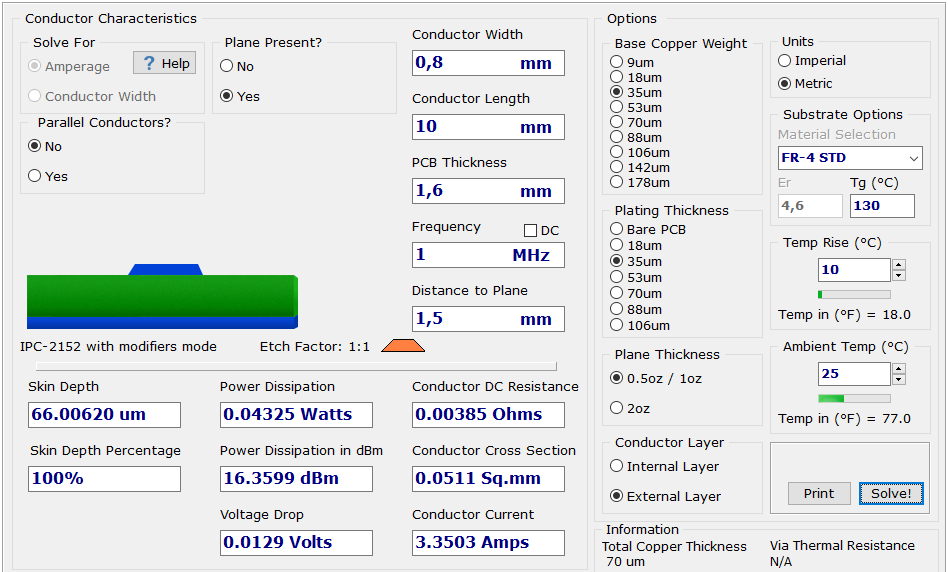 Conductor Characteristics
Solve For
Amperage
? Help
Conductor Width
Plane Present?
No
Yes
Parallel Conductors?
No
Yes
Conductor Width
0,8 mm
Conductor Length
10 mm
PCB Thickness
1,6 mm
Frequency
DC
1 MHz
Distance to Plane
1,5 mm
IPC-2152 with modifiers mode
Etch Factor: 1:1
Skin Depth
66.00620 um
Skin Depth Percentage
100%
Power Dissipation
0.04325 Watts
Power Dissipation in dBm
16.3599 dBm
Voltage Drop
0.0129 Volts
Conductor DC Resistance
0.00385 Ohms
Conductor Cross Section
0.0511 Sq.mm
Conductor Current
3.3503 Amps
Options
Base Copper Weight
9um
18um
35um
53um
70um
88um
106um
142um
178um
Plating Thickness
Bare PCB
18um
35um
53um
70um
88um
106um
Plane Thickness
0.5oz / 1oz
2oz
Conductor Layer
Internal Layer
External Layer
Units
Imperial
Metric
Substrate Options
Material Selection
FR-4 STD
Er
Tg (°C)
4,6
130
Temp Rise (°C)
10
Temp in (°F) = 18.0
Ambient Temp (°C)
25
Temp in (°F) = 77.0
Print
Solve!
Information
Total Copper Thickness
70 um
Via Thermal Resistance
N/A